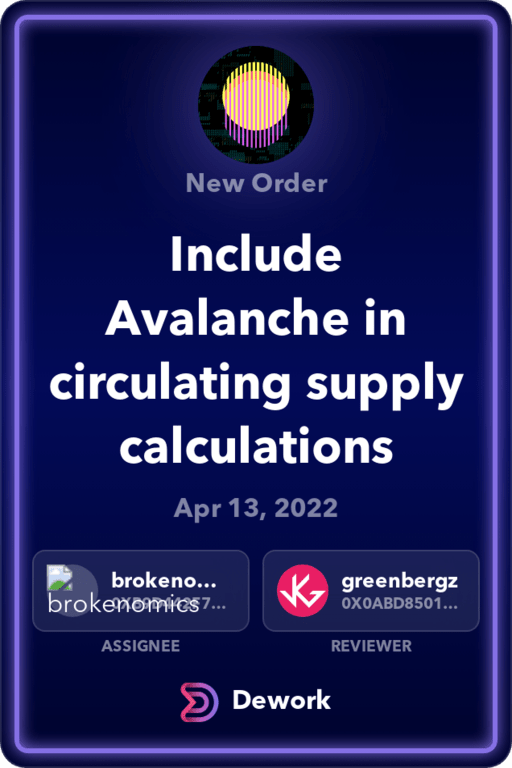 New Order
Include
Avalanche in
circulating supply
calculations
Apr 13, 2022
brokeno...
brokenomics
greenbergz
0X0ABD8501...
ASSIGNEE
REVIEWER
Dework